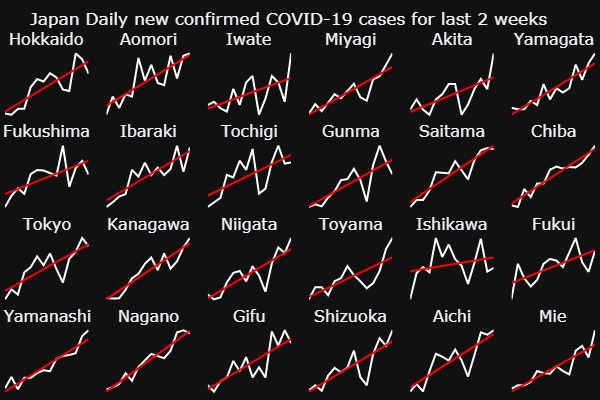 Japan Daily new confirmed COVID-19 cases for last 2 weeks
Hokkaido Aomori Iwate Miyagi Akita Yamagata
Fukushima Ibaraki Tochigi Gunma Saitama Chiba
Tokyo Kanagawa Niigata Toyama Ishikawa Fukui
Yamanashi Nagano Gifu Shizuoka Aichi Mie